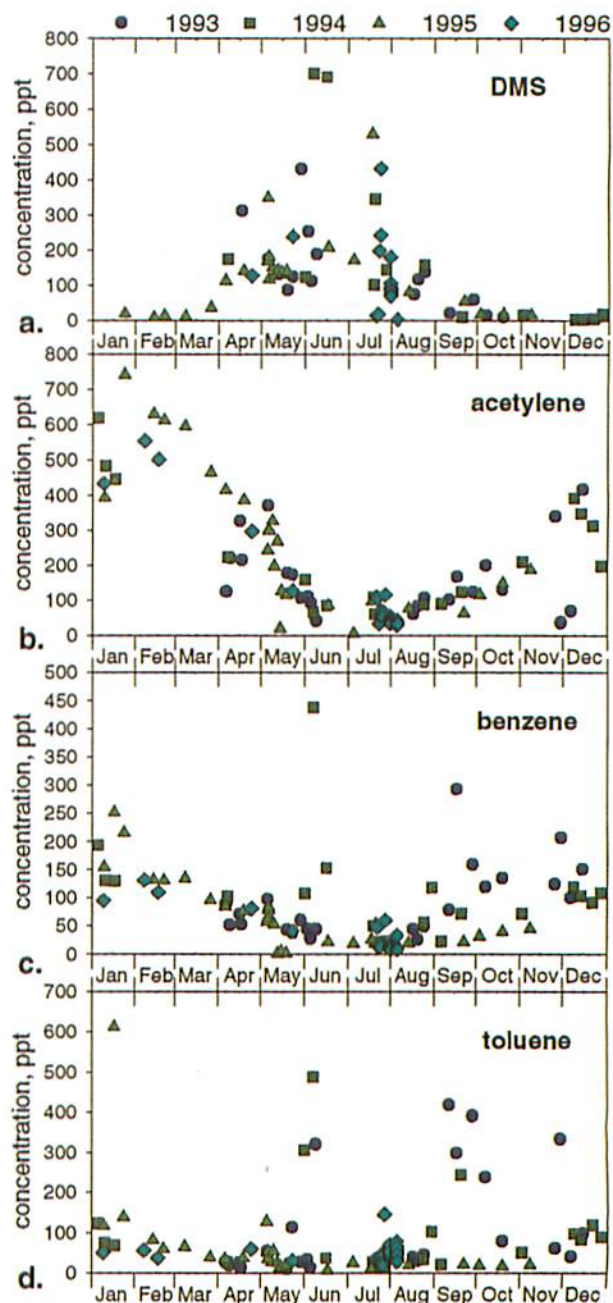 1993 1994 1995 1996
800
DMS
700
600
500
400
300
200
100
0
concentration, ppt
a.
Jan Feb Mar Apr May Jun Jul Aug Sep Oct Nov Dec
800
acetylene
700
600
500
400
300
200
100
0
concentration, ppt
b.
Jan Feb Mar Apr May Jun Jul Aug Sep Oct Nov Dec
500
benzene
450
400
350
300
250
200
150
100
50
0
concentration, ppt
c.
Jan Feb Mar Apr May Jun Jul Aug Sep Oct Nov Dec
700
toluene
600
500
400
300
200
100
0
concentration, ppt
d.
Jan Feb Mar Apr May Jun Jul Aug Sep Oct Nov Dec